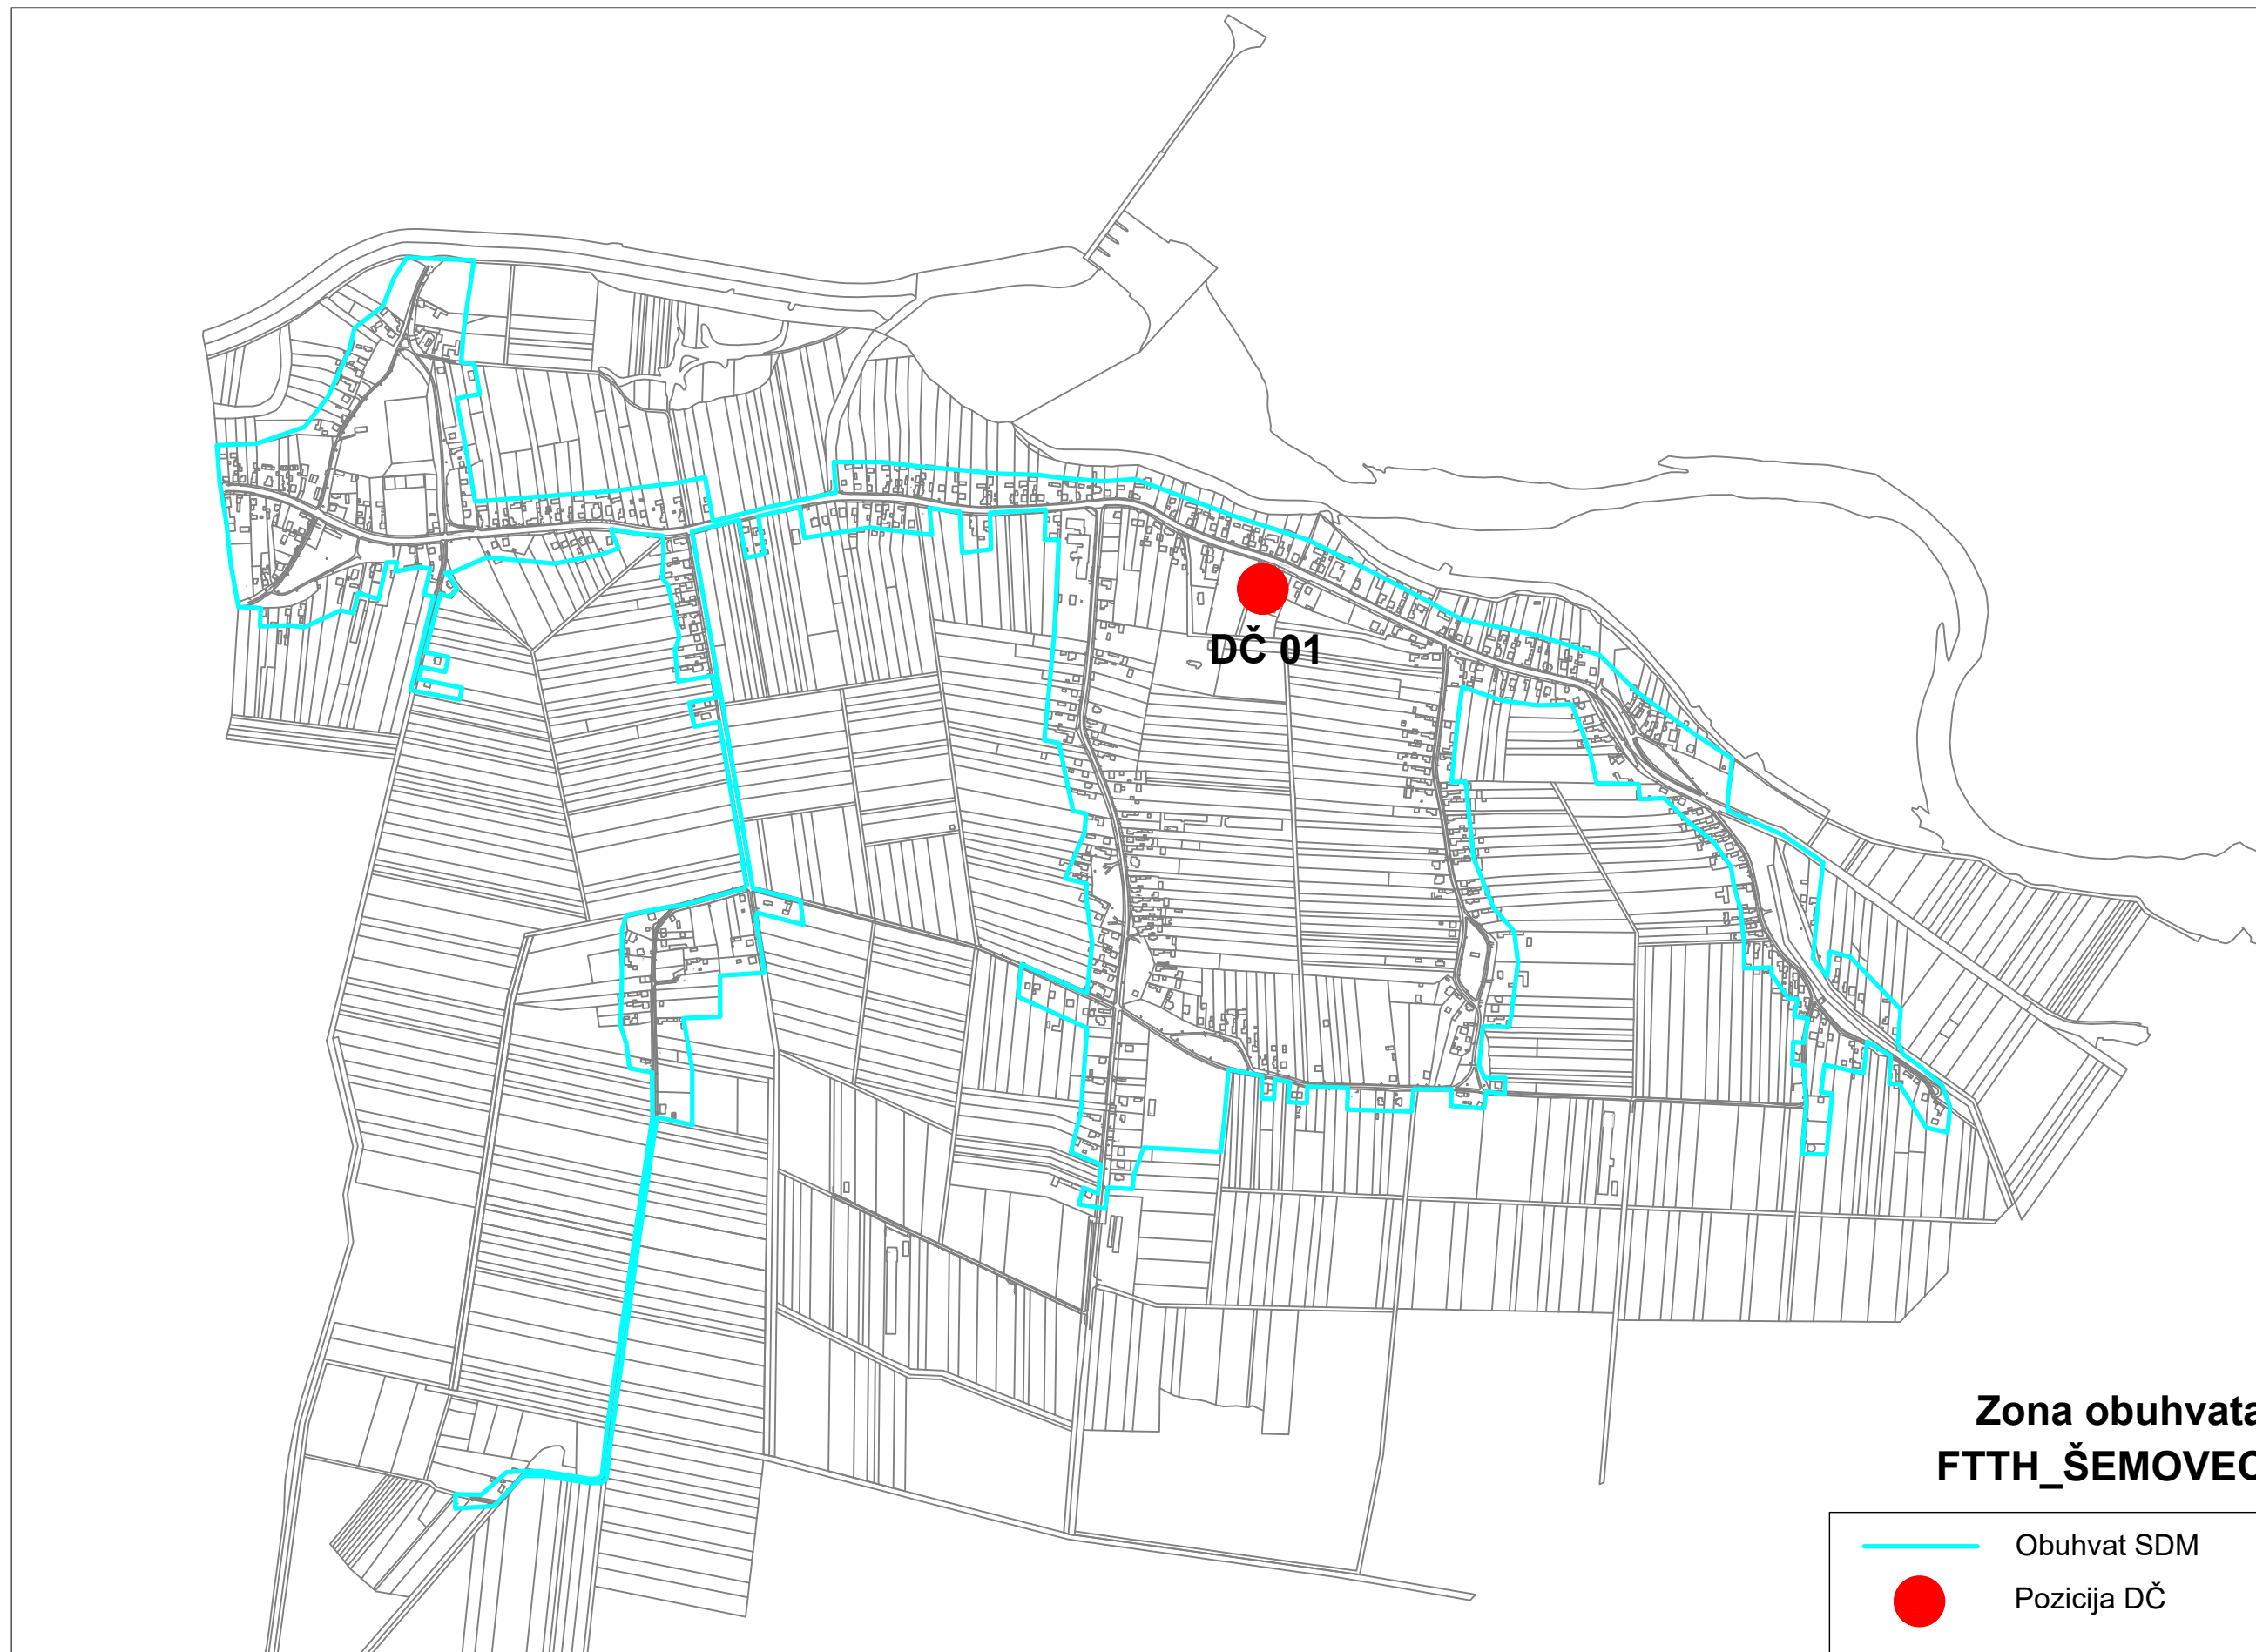 DČ 01
Zona obuhvata
FTTH_ŠEMOVEC
Obuhvat SDM
Pozicija DČ